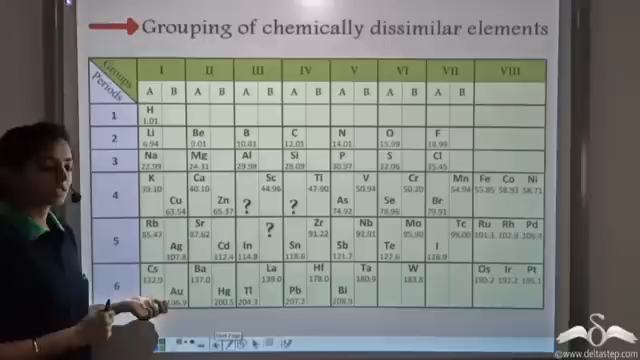 Grouping of chemically dissimilar elements
Groups
Periods
I II III IV V VI VII VIII
A B A B A B A B A B A B A B
1 H
1.01
2 Li Be B C N O F
6.94 9.01 10.81 12.01 14.01 15.99 18.99
3 Na Mg Al Si P S Cl
22.99 24.31 29.98 28.09 30.97 32.06 35.45
4 K Ca Sc Ti V Cr Mn Fe Co Ni
39.10 40.10 44.96 47.90 50.94 50.20 54.94 55.85 58.93 58.71
Cu Zn ? ? As Se Br
63.54 65.37 74.92 78.96 79.91
5 Rb Sr ? Zr Nb Mo Tc Ru Rh Pd
85.47 87.62 91.22 92.91 95.90 99.00 101.1 102.9 106.4
Ag Cd In Sn Sb Te I
107.8 112.4 114.8 118.6 121.7 127.6 126.9
6 Cs Ba La Hf Ta W Os Ir Pt
132.9 137.0 139.0 178.0 180.9 183.8 190.2 192.2 195.1
Au Hg Tl Pb Bi
196.9 200.5 204.3 207.2 208.9
©www.deltastep.com